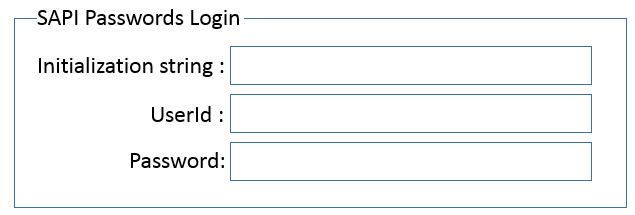 SAPI Passwords Login
Initialization string :
UserId :
Password: